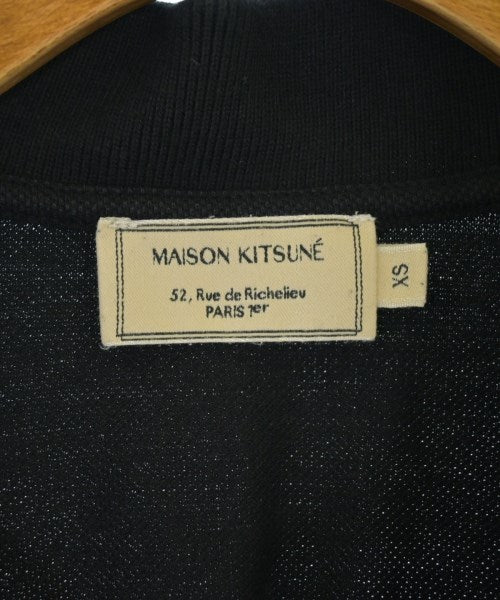 MAISON KITSUNÉ
52, Rue de Richelieu
PARIS 1er
XS